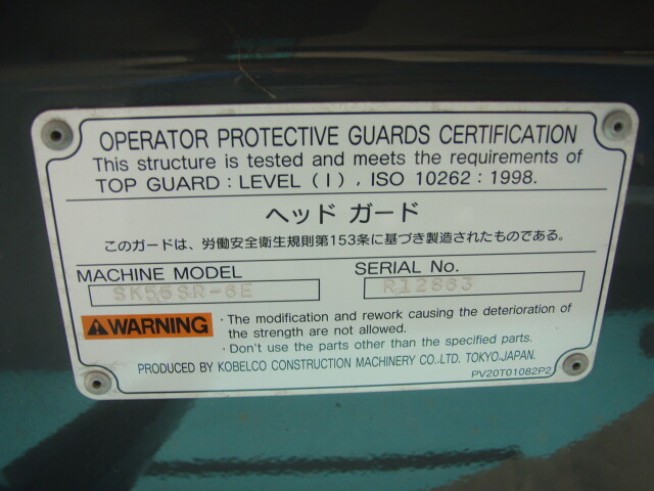 OPERATOR PROTECTIVE GUARDS CERTIFICATION
This structure is tested and meets the requirements of
TOP GUARD : LEVEL ( I ) , ISO 10262 : 1998.
ヘッド ガード
このガードは、労働安全衛生規則第153条に基づき製造されたものである。
MACHINE MODEL
SK55SR-6E
SERIAL No.
R12863
WARNING
・The modification and rework causing the deterioration of
the strength are not allowed.
・Don't use the parts other than the specified parts.
PRODUCED BY KOBELCO CONSTRUCTION MACHINERY CO.,LTD. TOKYO.JAPAN.
PV20T01082P2